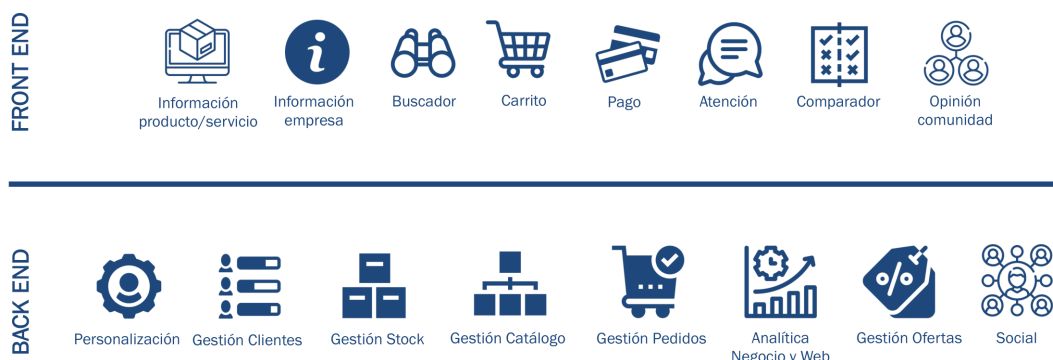 FRONT END
Información
producto/servicio
Información
empresa
Buscador
Carrito
Pago
Atención
Comparador
Opinión
comunidad
BACK END
Personalización
Gestión Clientes
Gestión Stock
Gestión Catálogo
Gestión Pedidos
Analítica
Negocio y Web
Gestión Ofertas
Social